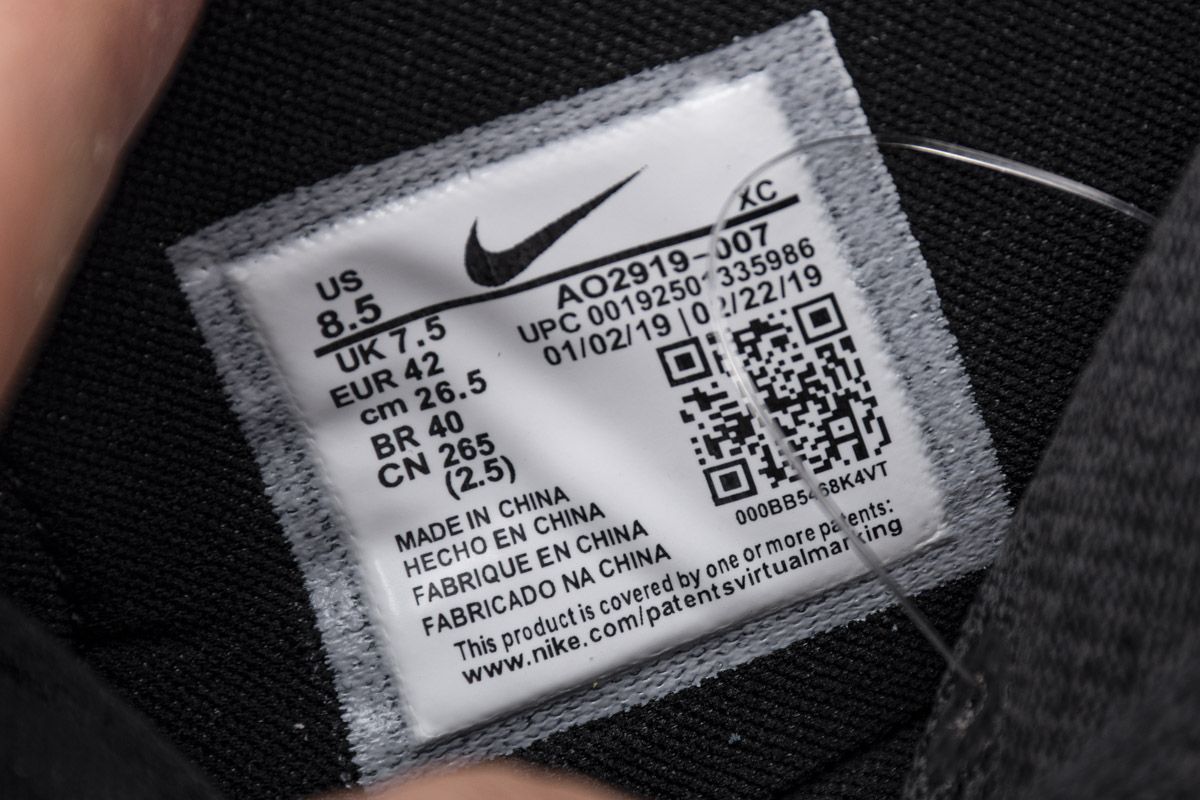 US
8.5
XC
UK 7.5
EUR 42
cm 26.5
BR 40
CN 265
(2.5)
AO2919-007
UPC 00192501335986
01/02/19 | 02/22/19
000BB5468K4VT
MADE IN CHINA
HECHO EN CHINA
FABRIQUE EN CHINA
FABRICADO NA CHINA
This product is covered by one or more patents:
www.nike.com/patentsvirtualmarking